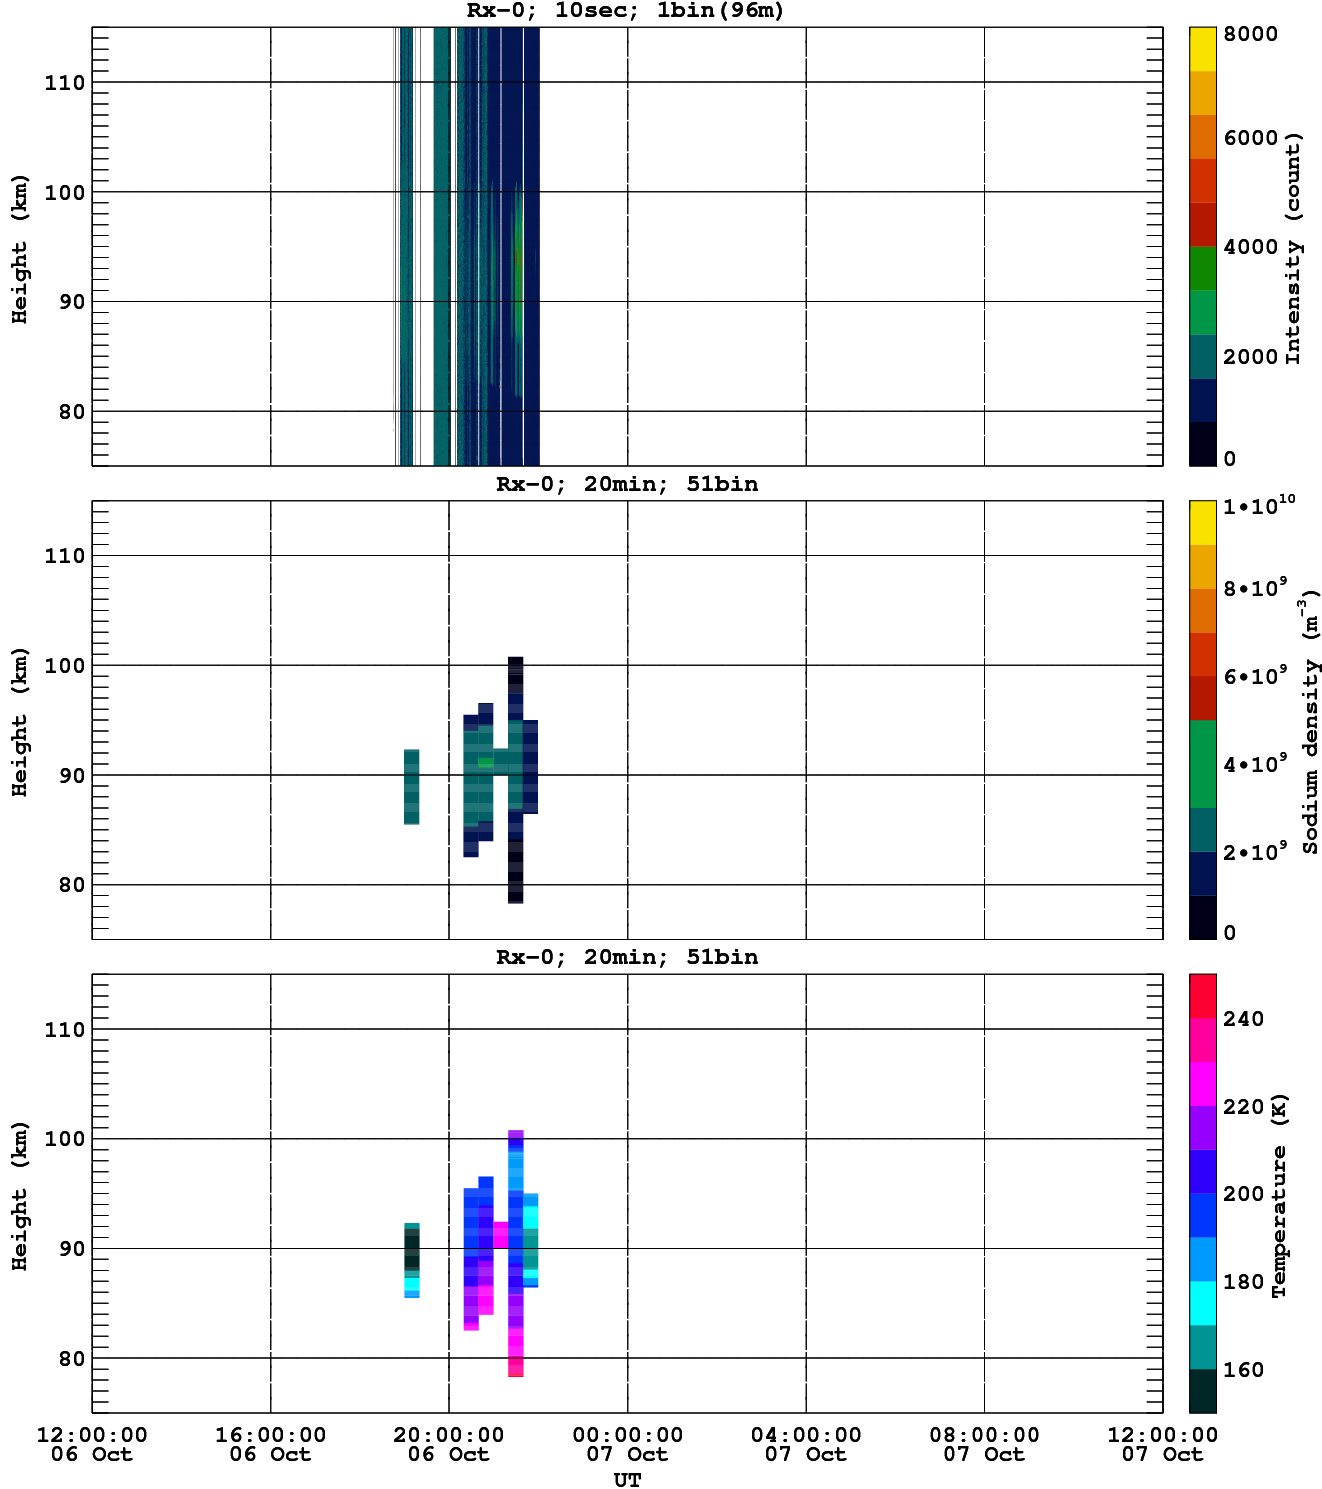 Rx-0; 10sec; 1bin(96m)
110
100
90
80
Height (km)
8000
6000
4000
2000
0
Intensity (count)
Rx-0; 20min; 51bin
110
100
90
80
Height (km)
1•10¹⁰
8•10⁹
6•10⁹
4•10⁹
2•10⁹
0
Sodium density (m⁻³)
Rx-0; 20min; 51bin
110
100
90
80
Height (km)
240
220
200
180
160
Temperature (K)
12:00:00 16:00:00 20:00:00 00:00:00 04:00:00 08:00:00 12:00:00
06 Oct 06 Oct 06 Oct 07 Oct 07 Oct 07 Oct 07 Oct
UT